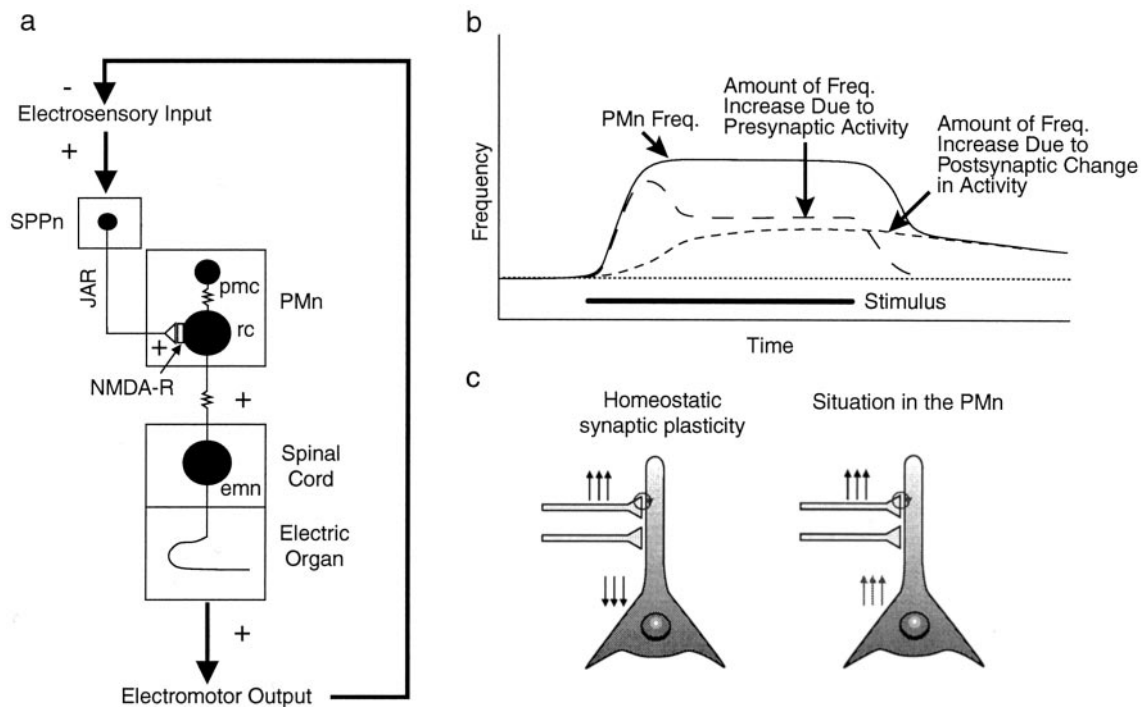 a
-
Electrosensory Input
+
SPPn
JAR
pmc
PMn
rc
+
NMDA-R
+
Spinal
Cord
emn
Electric
Organ
+
Electromotor Output
b
Frequency
PMn Freq.
Amount of Freq.
Increase Due to
Presynaptic Activity
Amount of Freq.
Increase Due to
Postsynaptic Change
in Activity
Stimulus
Time
c
Homeostatic
synaptic plasticity
Situation in the PMn